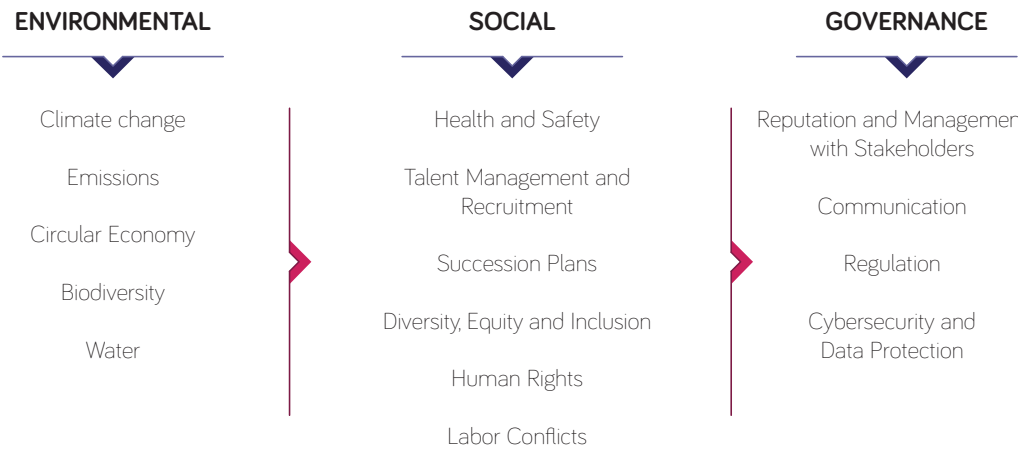 ENVIRONMENTAL
Climate change
Emissions
Circular Economy
Biodiversity
Water
SOCIAL
Health and Safety
Talent Management and
Recruitment
Succession Plans
Diversity, Equity and Inclusion
Human Rights
Labor Conflicts
GOVERNANCE
Reputation and Managemen
with Stakeholders
Communication
Regulation
Cybersecurity and
Data Protection